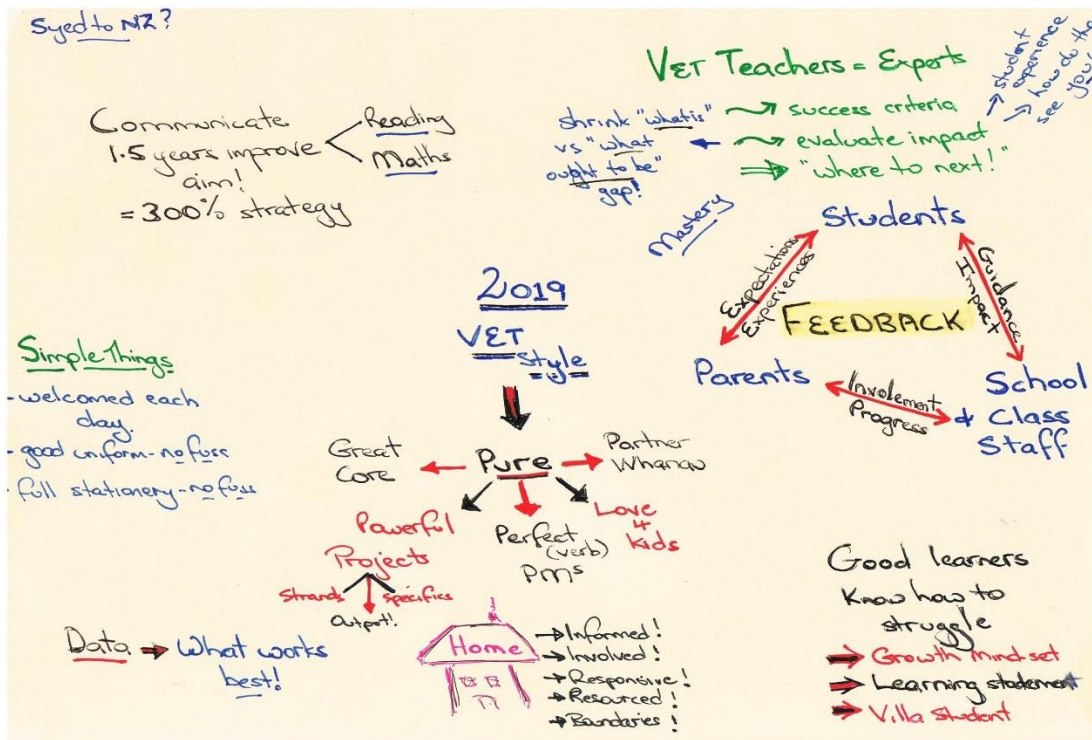 Syed to NZ?
Communicate
1.5 years improve
aim!
= 300% strategy
Reading
Maths
VET Teachers = Experts
success criteria
evaluate impact
"where to next!"
student
experience
how do the
see you
shrink "what is"
vs "what
ought to be"
gap!
Mastery
Students
Expectations
Experiences
Guidance
Impact
FEEDBACK
Parents
Involement
Progress
School
+ Class
Staff
2019
VET
style
Simple Things
- welcomed each
day.
- good uniform - no fuss
- full stationery - no fuss
Pure
Great
Core
Partner
Whanau
Powerful
Projects
Strands
specifics
Output!
Perfect
(verb)
PMs
Love
4
kids
Data
What works
best!
Home
Informed!
Involved!
Responsive!
Resourced!
Boundaries!
Good learners
Know how to
struggle
Growth Mindset
Learning stadement
Villa Student